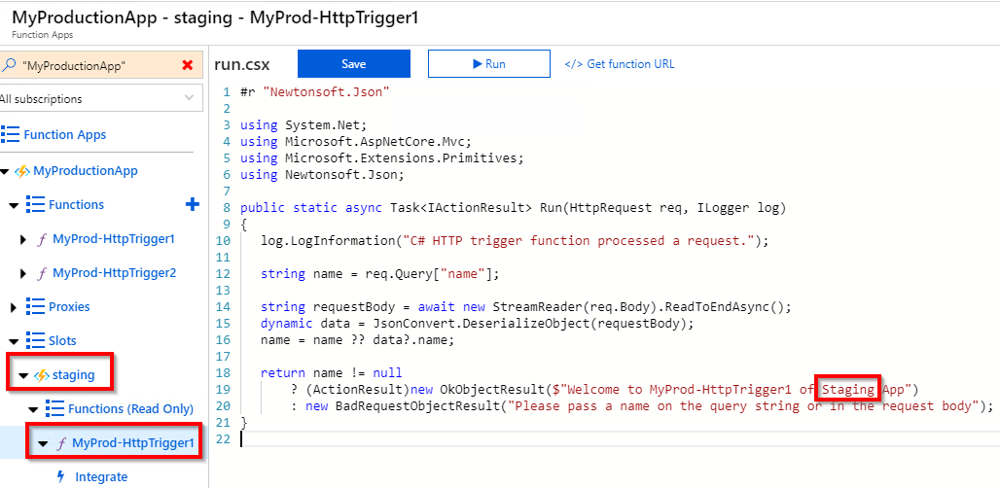 MyProductionApp - staging - MyProd-HttpTrigger1
Function Apps
"MyProductionApp"
All subscriptions
Function Apps
MyProductionApp
Functions
MyProd-HttpTrigger1
MyProd-HttpTrigger2
Proxies
Slots
staging
Functions (Read Only)
MyProd-HttpTrigger1
Integrate
run.csx Save Run </> Get function URL
1 #r "Newtonsoft.Json"
2
3 using System.Net;
4 using Microsoft.AspNetCore.Mvc;
5 using Microsoft.Extensions.Primitives;
6 using Newtonsoft.Json;
7
8 public static async Task<IActionResult> Run(HttpRequest req, ILogger log)
9 {
10 log.LogInformation("C# HTTP trigger function processed a request.");
11
12 string name = req.Query["name"];
13
14 string requestBody = await new StreamReader(req.Body).ReadToEndAsync();
15 dynamic data = JsonConvert.DeserializeObject(requestBody);
16 name = name ?? data?.name;
17
18 return name != null
19 ? (ActionResult)new OkObjectResult($"Welcome to MyProd-HttpTrigger1 of Staging App")
20 : new BadRequestObjectResult("Please pass a name on the query string or in the request body");
21 }
22